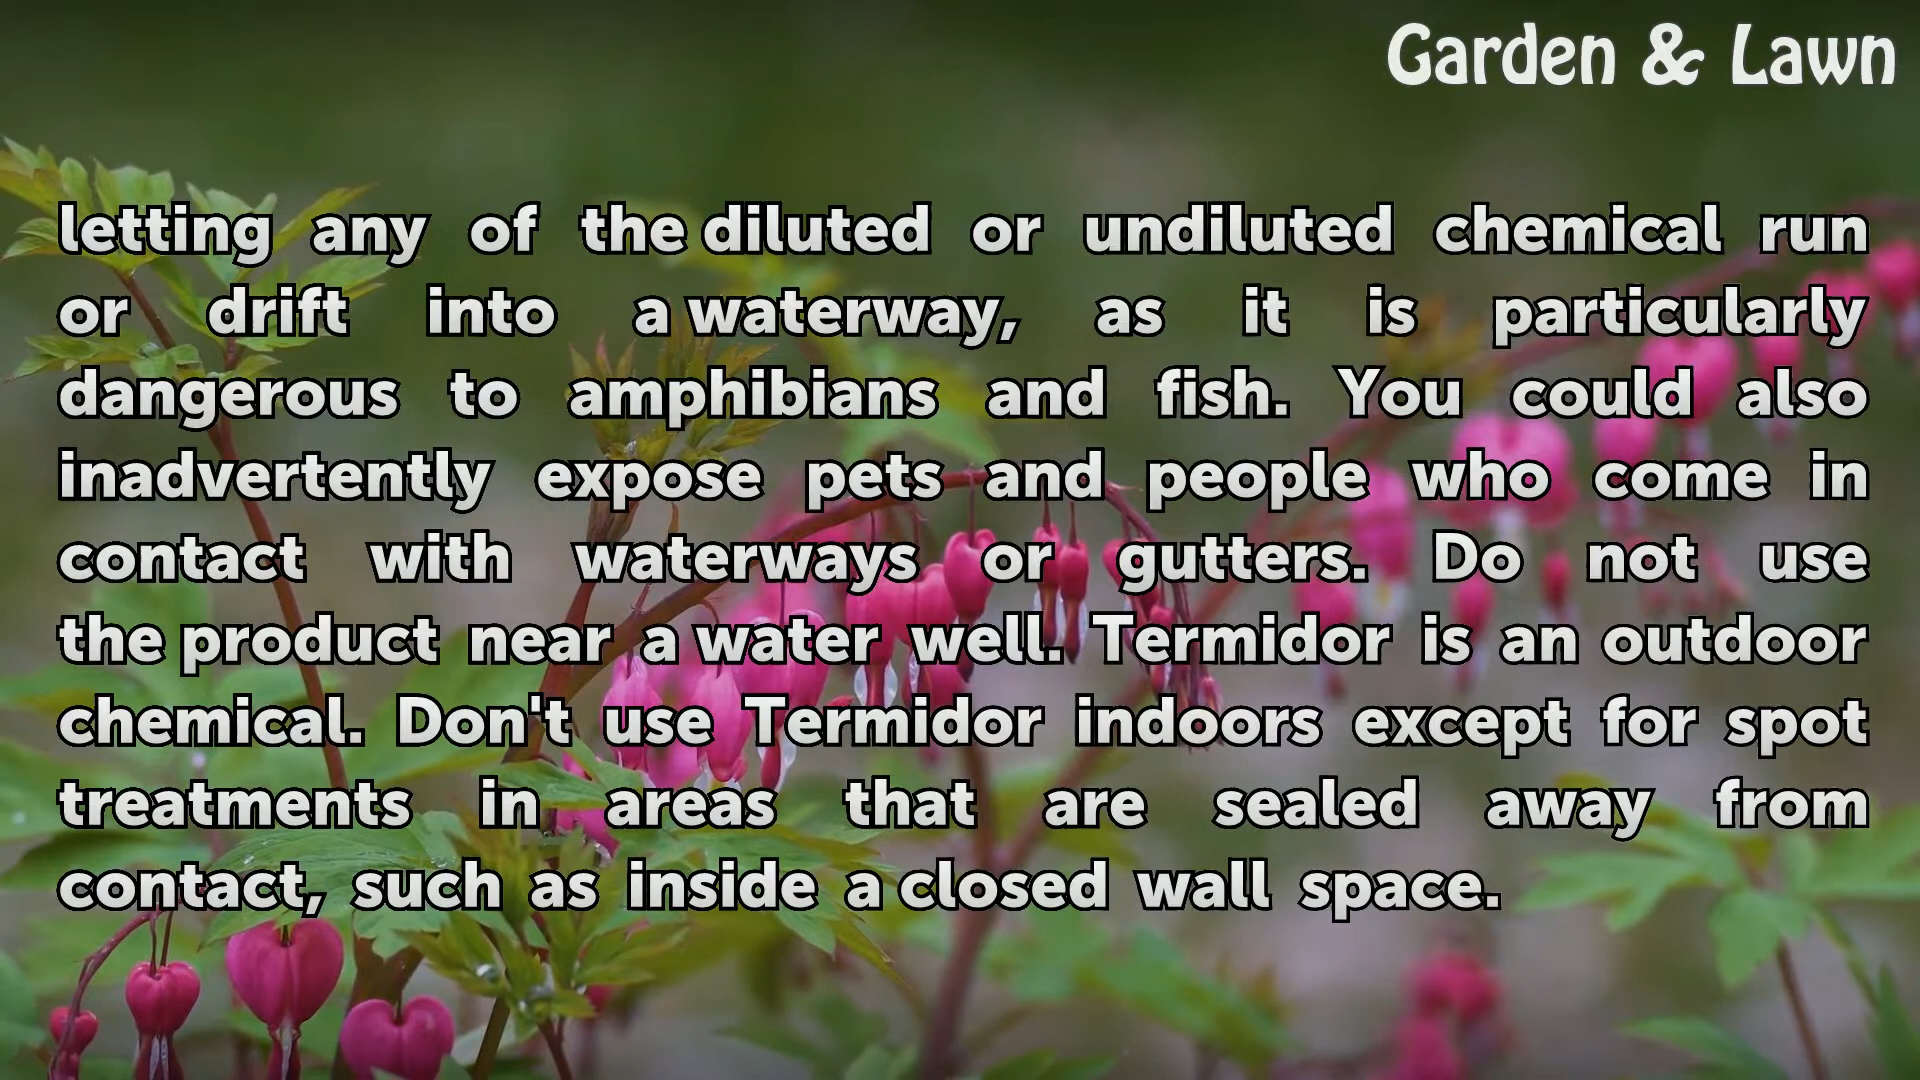 Garden & Lawn
letting any of the diluted or undiluted chemical run
or drift into a waterway, as it is particularly
dangerous to amphibians and fish. You could also
inadvertently expose pets and people who come in
contact with waterways or gutters. Do not use
the product near a water well. Termidor is an outdoor
chemical. Don't use Termidor indoors except for spot
treatments in areas that are sealed away from
contact, such as inside a closed wall space.